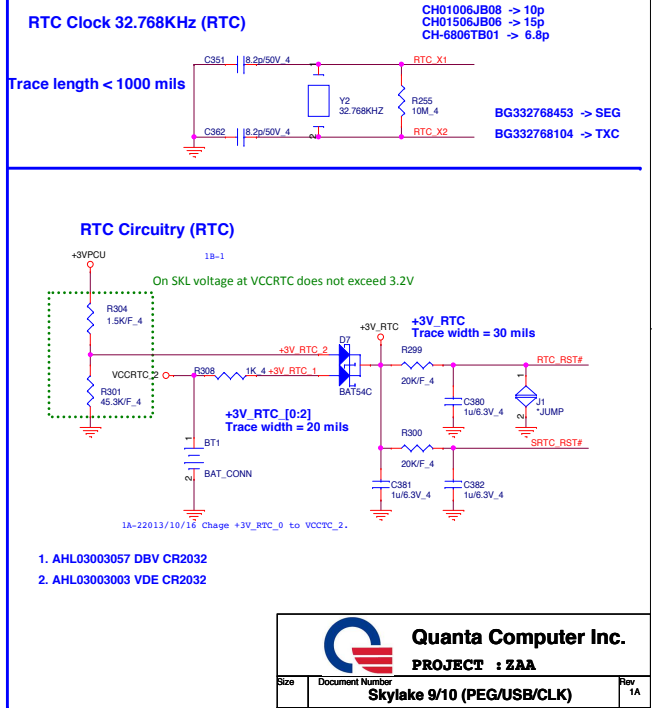 RTC Clock 32.768KHz (RTC)
CH01006JB08 -> 10p
CH01506JB06 -> 15p
CH-6806TB01 -> 6.8p
C351
8.2p/50V_4
RTC_X1
Trace length < 1000 mils
1
Y2
32.768KHZ
R255
10M_4
BG332768453 -> SEG
C362
8.2p/50V_4
2
RTC_X2
BG332768104 -> TXC
RTC Circuitry (RTC)
+3VPCU
1B-1
On SKL voltage at VCCRTC does not exceed 3.2V
R304
1.5K/F_4
+3V_RTC
+3V_RTC
Trace width = 30 mils
D7
+3V_RTC_2
R299
RTC_RST#
VCCRTC_2
R308
1K_4
+3V_RTC_1
BAT54C
20K/F_4
R301
45.3K/F_4
1
C380
1u/6.3V_4
J1
*JUMP
2
+3V_RTC_[0:2]
Trace width = 20 mils
R300
SRTC_RST#
20K/F_4
1
BT1
BAT_CONN
2
C381
1u/6.3V_4
C382
1u/6.3V_4
1A-22013/10/16 Chage +3V_RTC_0 to VCCTC_2.
1. AHL03003057 DBV CR2032
2. AHL03003003 VDE CR2032
Quanta Computer Inc.
PROJECT : ZAA
Size
Document Number
Rev
Skylake 9/10 (PEG/USB/CLK)
1A